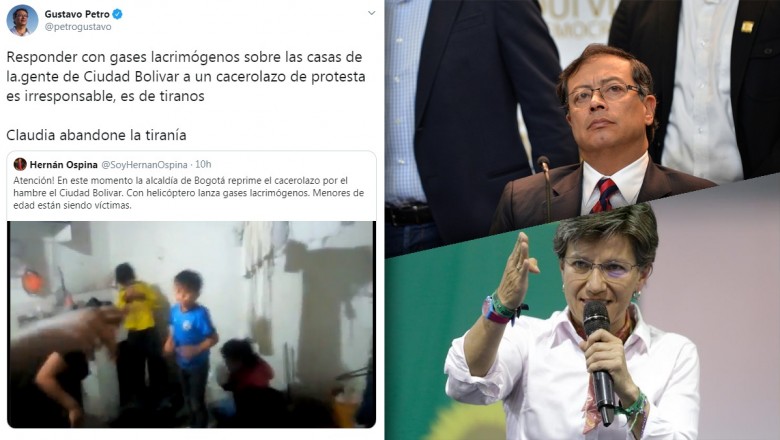 Gustavo Petro
@petrogustavo
Responder con gases lacrimógenos sobre las casas de
la.gente de Ciudad Bolivar a un cacerolazo de protesta
es irresponsable, es de tiranos
Claudia abandone la tiranía
Hernán Ospina @SoyHernanOspina · 10h
Atención! En este momento la alcaldía de Bogotá reprime el cacerolazo por el
hambre el Ciudad Bolívar. Con helicóptero lanza gases lacrimógenos. Menores de
edad están siendo víctimas.